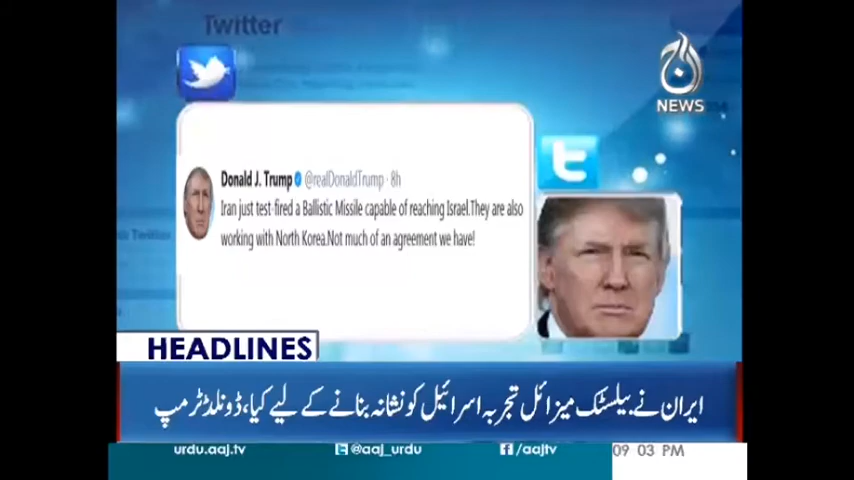 Twitter
آج
NEWS
Donald J. Trump @realDonaldTrump · 8h
Iran just test-fired a Ballistic Missile capable of reaching Israel.They are also
working with North Korea.Not much of an agreement we have!
HEADLINES
ایران نے بیلسٹک میزائل تجربہ اسرائیل کو نشانہ بنانے کے لیے کیا، ڈونلڈ ٹرمپ
urdu.aaj.tv
@aaj_urdu
/aajtv
09 03 PM